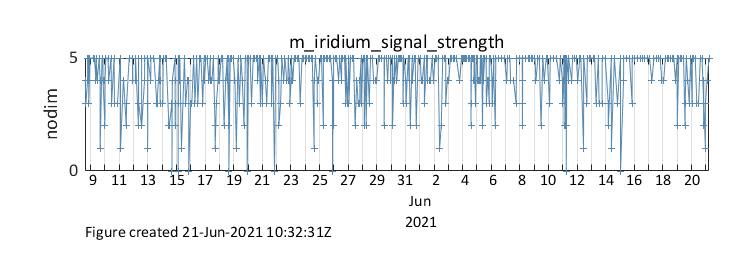 m_iridium_signal_strength
5
nodim
0
9 11 13 15 17 19 21 23 25 27 29 31 2 4 6 8 10 12 14 16 18 20
Jun
2021
Figure created 21-Jun-2021 10:32:31Z